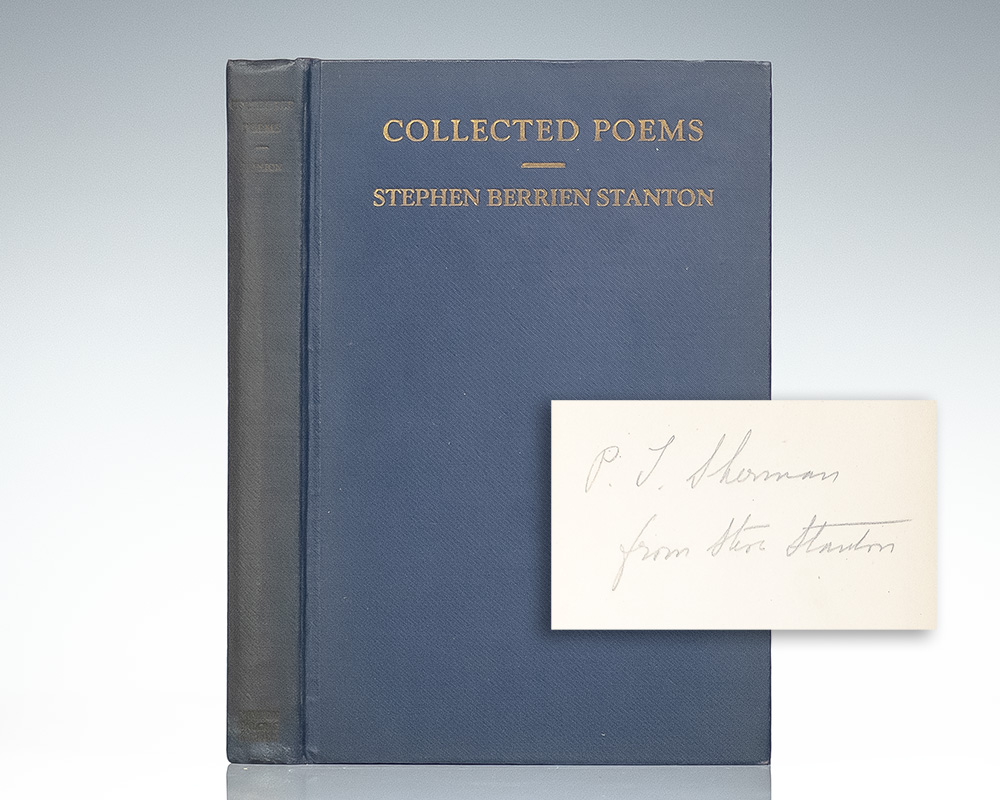 COLLECTED POEMS
STEPHEN BERRIEN STANTON
P. T. Sherman
from Steve Stanton